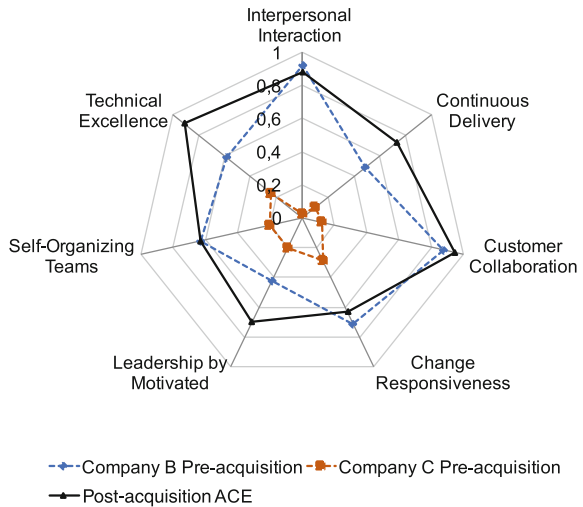 Interpersonal
Interaction
1
0,8
0,6
0,4
0,2
0
Continuous
Delivery
Customer
Collaboration
Change
Responsiveness
Leadership by
Motivated
Self-Organizing
Teams
Technical
Excellence
Company B Pre-acquisition
Company C Pre-acquisition
Post-acquisition ACE